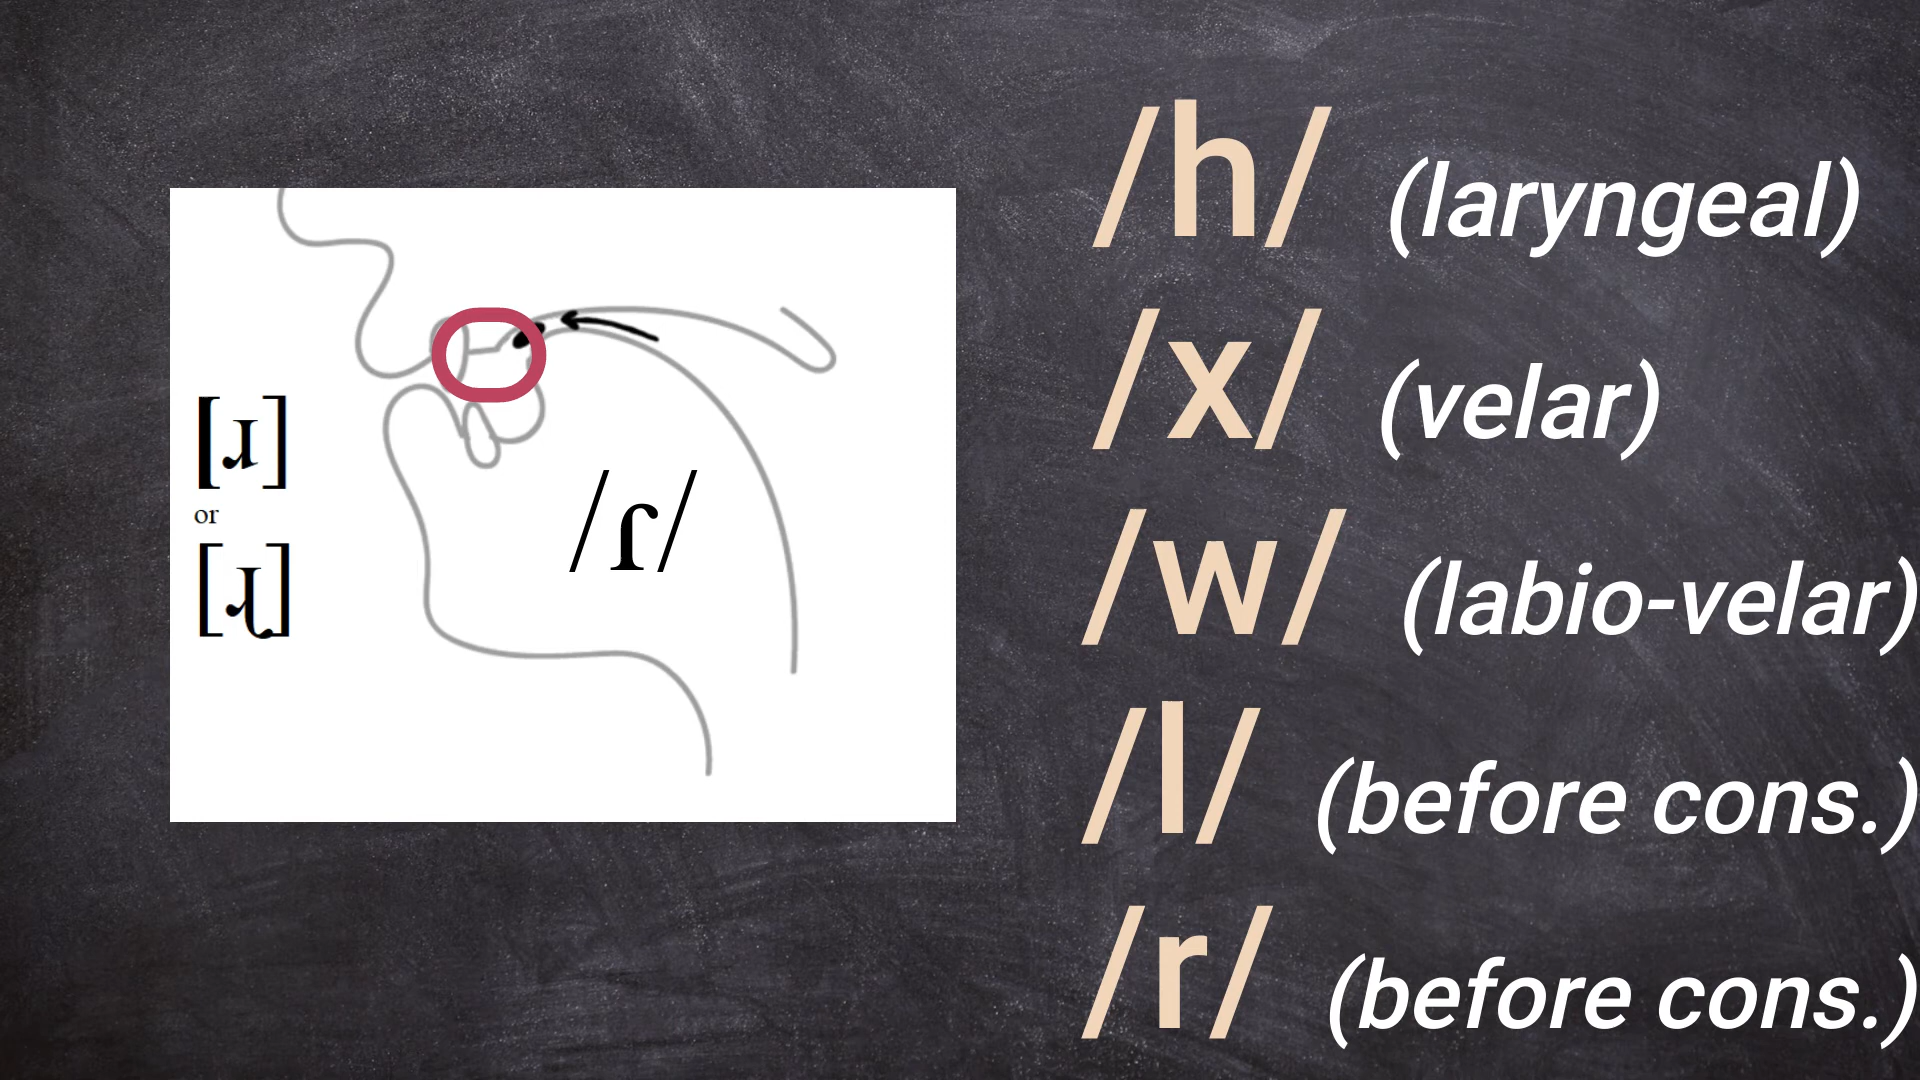 [ɹ]
or
[ɻ]
/ɾ/
/h/ (laryngeal)
/x/ (velar)
/w/ (labio-velar)
/l/ (before cons.)
/r/ (before cons.)